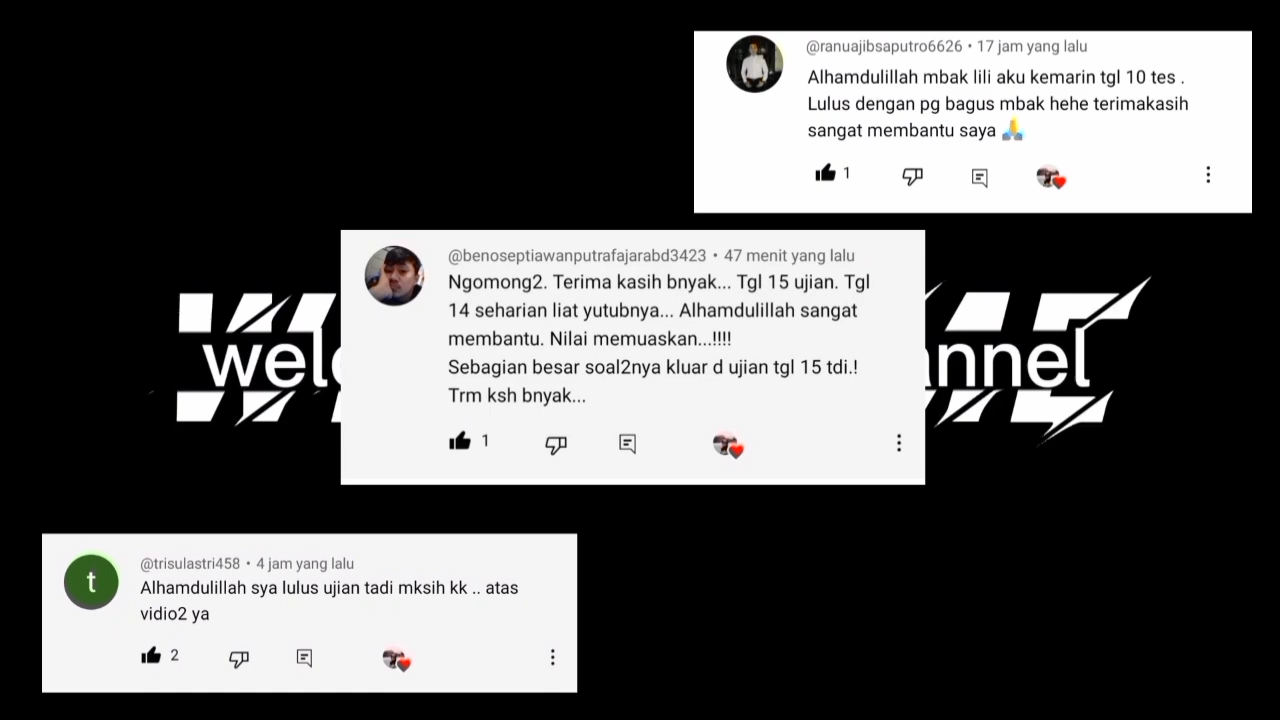 @ranuajibsaputro6626 • 17 jam yang lalu
Alhamdulillah mbak lili aku kemarin tgl 10 tes .
Lulus dengan pg bagus mbak hehe terimakasih
sangat membantu saya 🙏
1
@benoseptiawanputrafajarabd3423 • 47 menit yang lalu
Ngomong2. Terima kasih bnyak... Tgl 15 ujian. Tgl
14 seharian liat yutubnya... Alhamdulillah sangat
membantu. Nilai memuaskan...!!!!
Sebagian besar soal2nya kluar d ujian tgl 15 tdi.!
Trm ksh bnyak...
1
@trisulastri458 • 4 jam yang lalu
t
Alhamdulillah sya lulus ujian tadi mksih kk .. atas
vidio2 ya
2